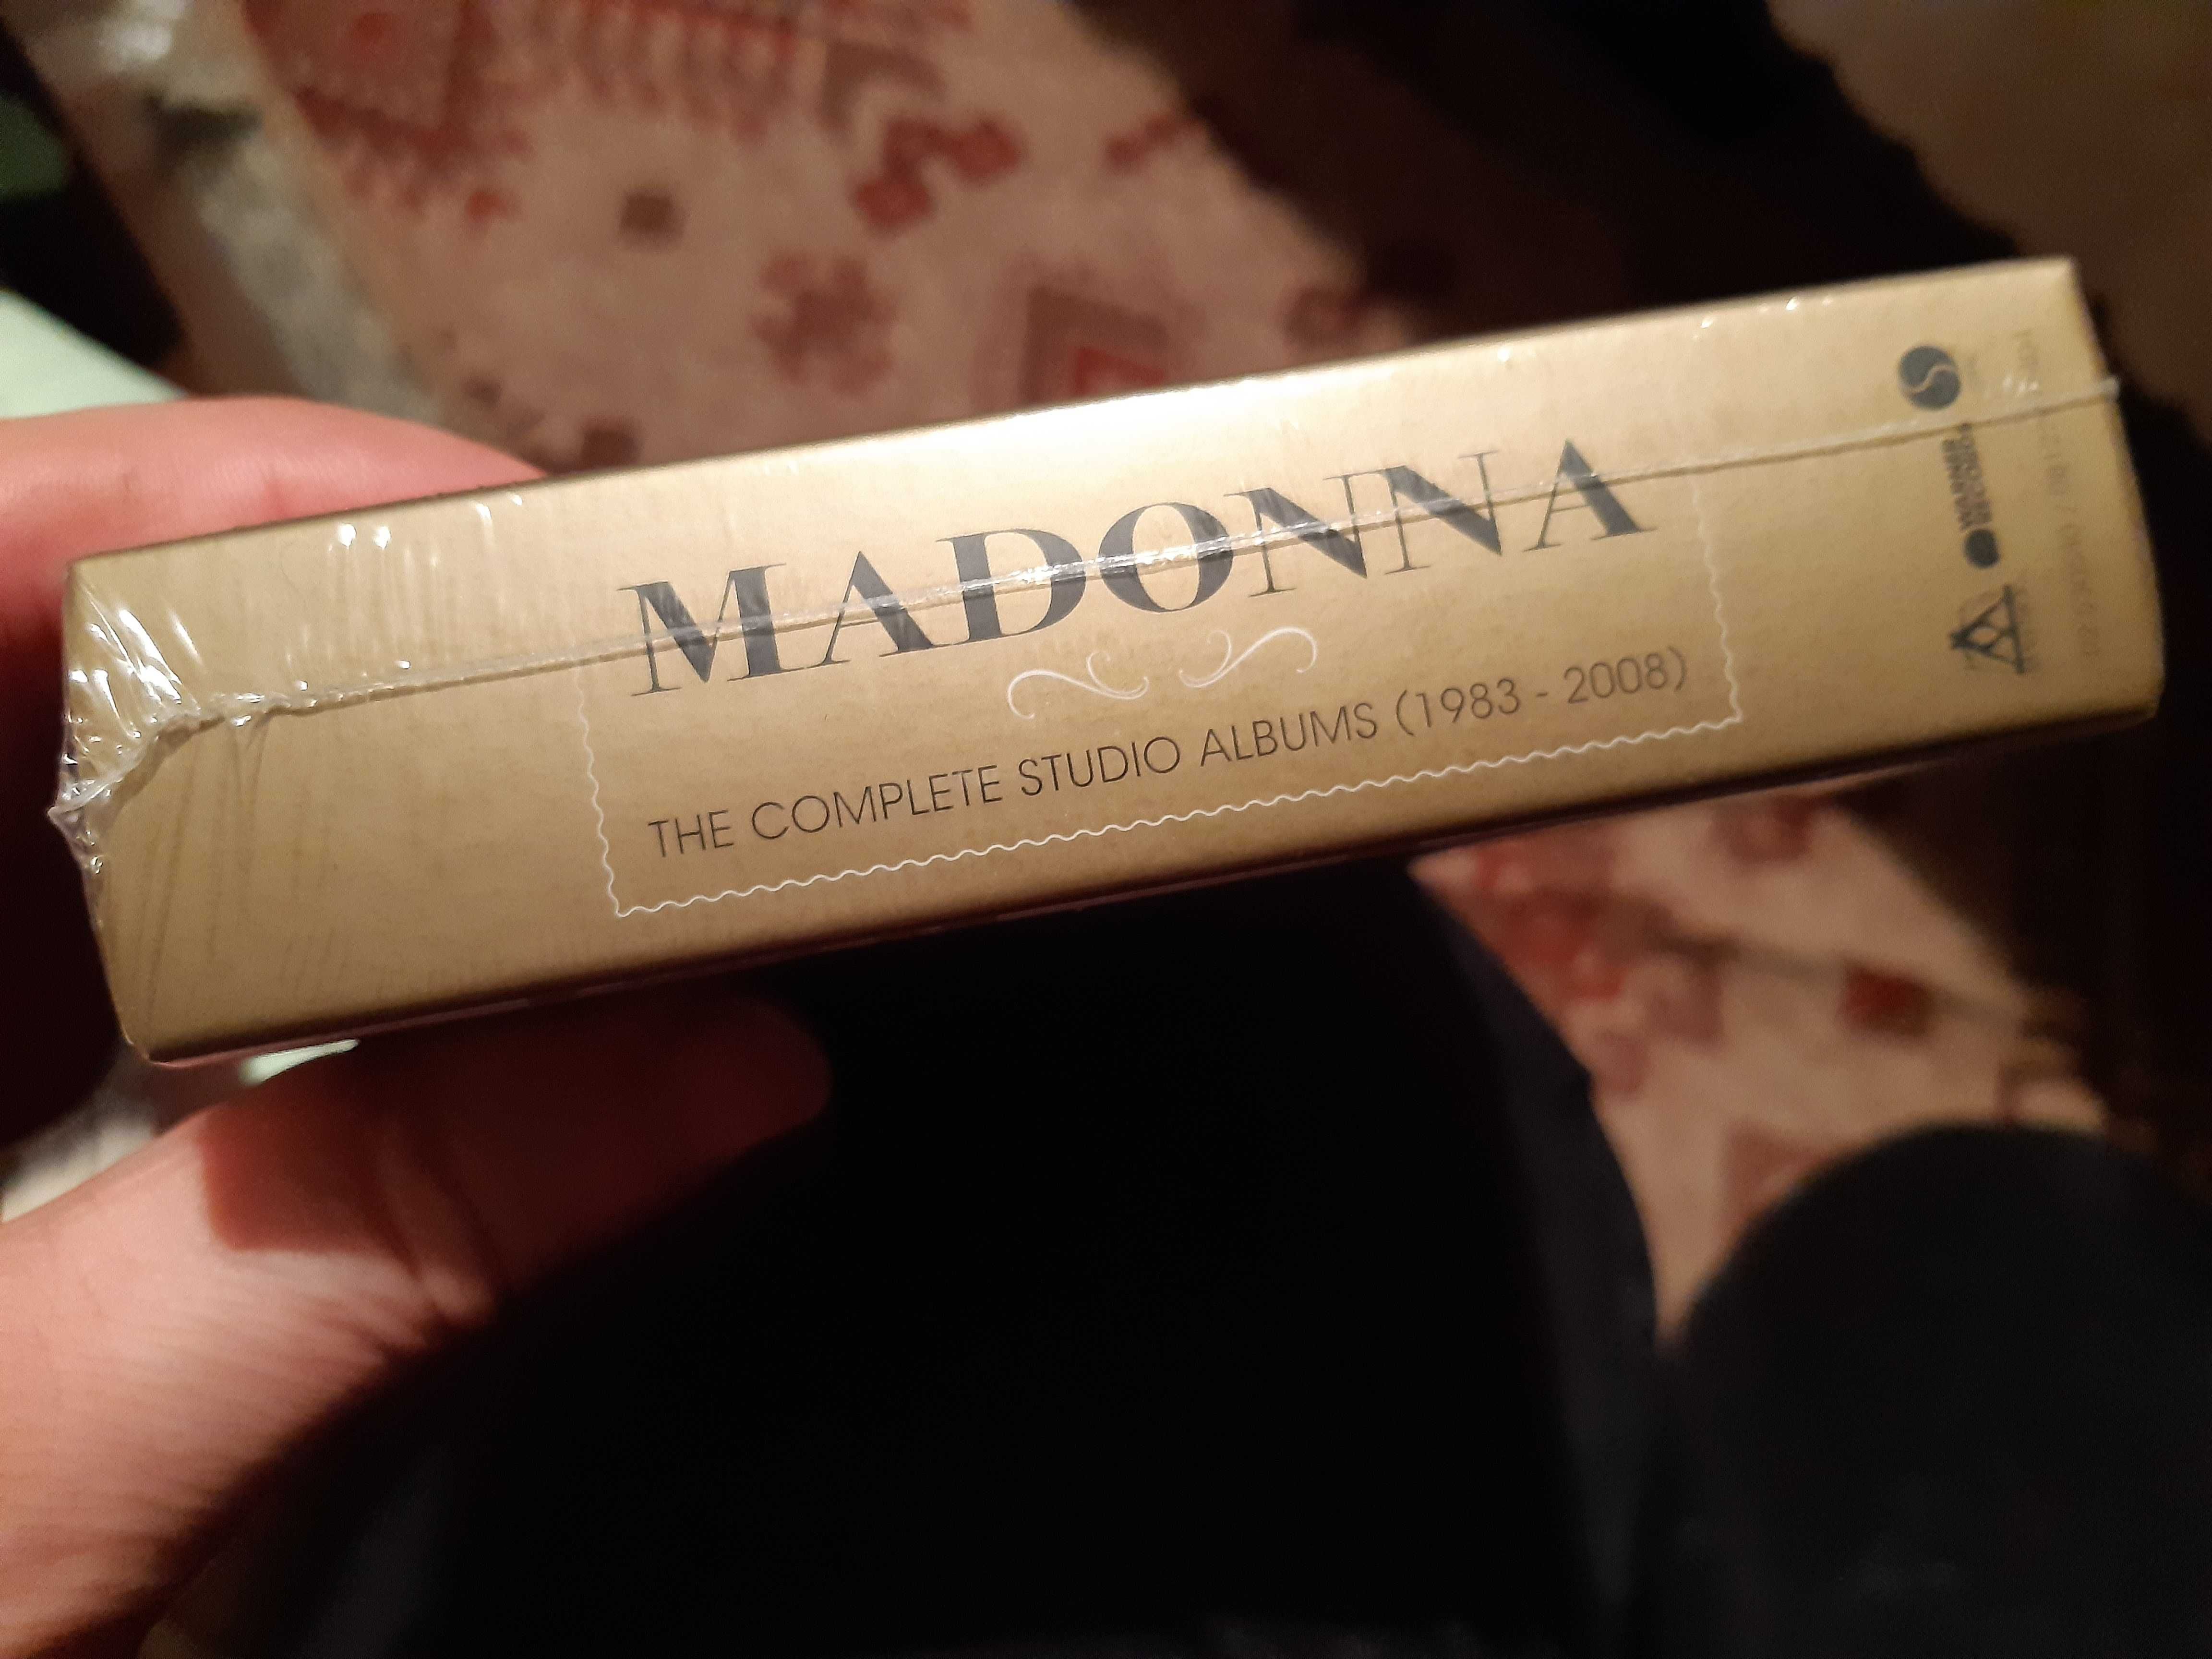 MADONNA
THE COMPLETE STUDIO ALBUMS (1983 - 2008)